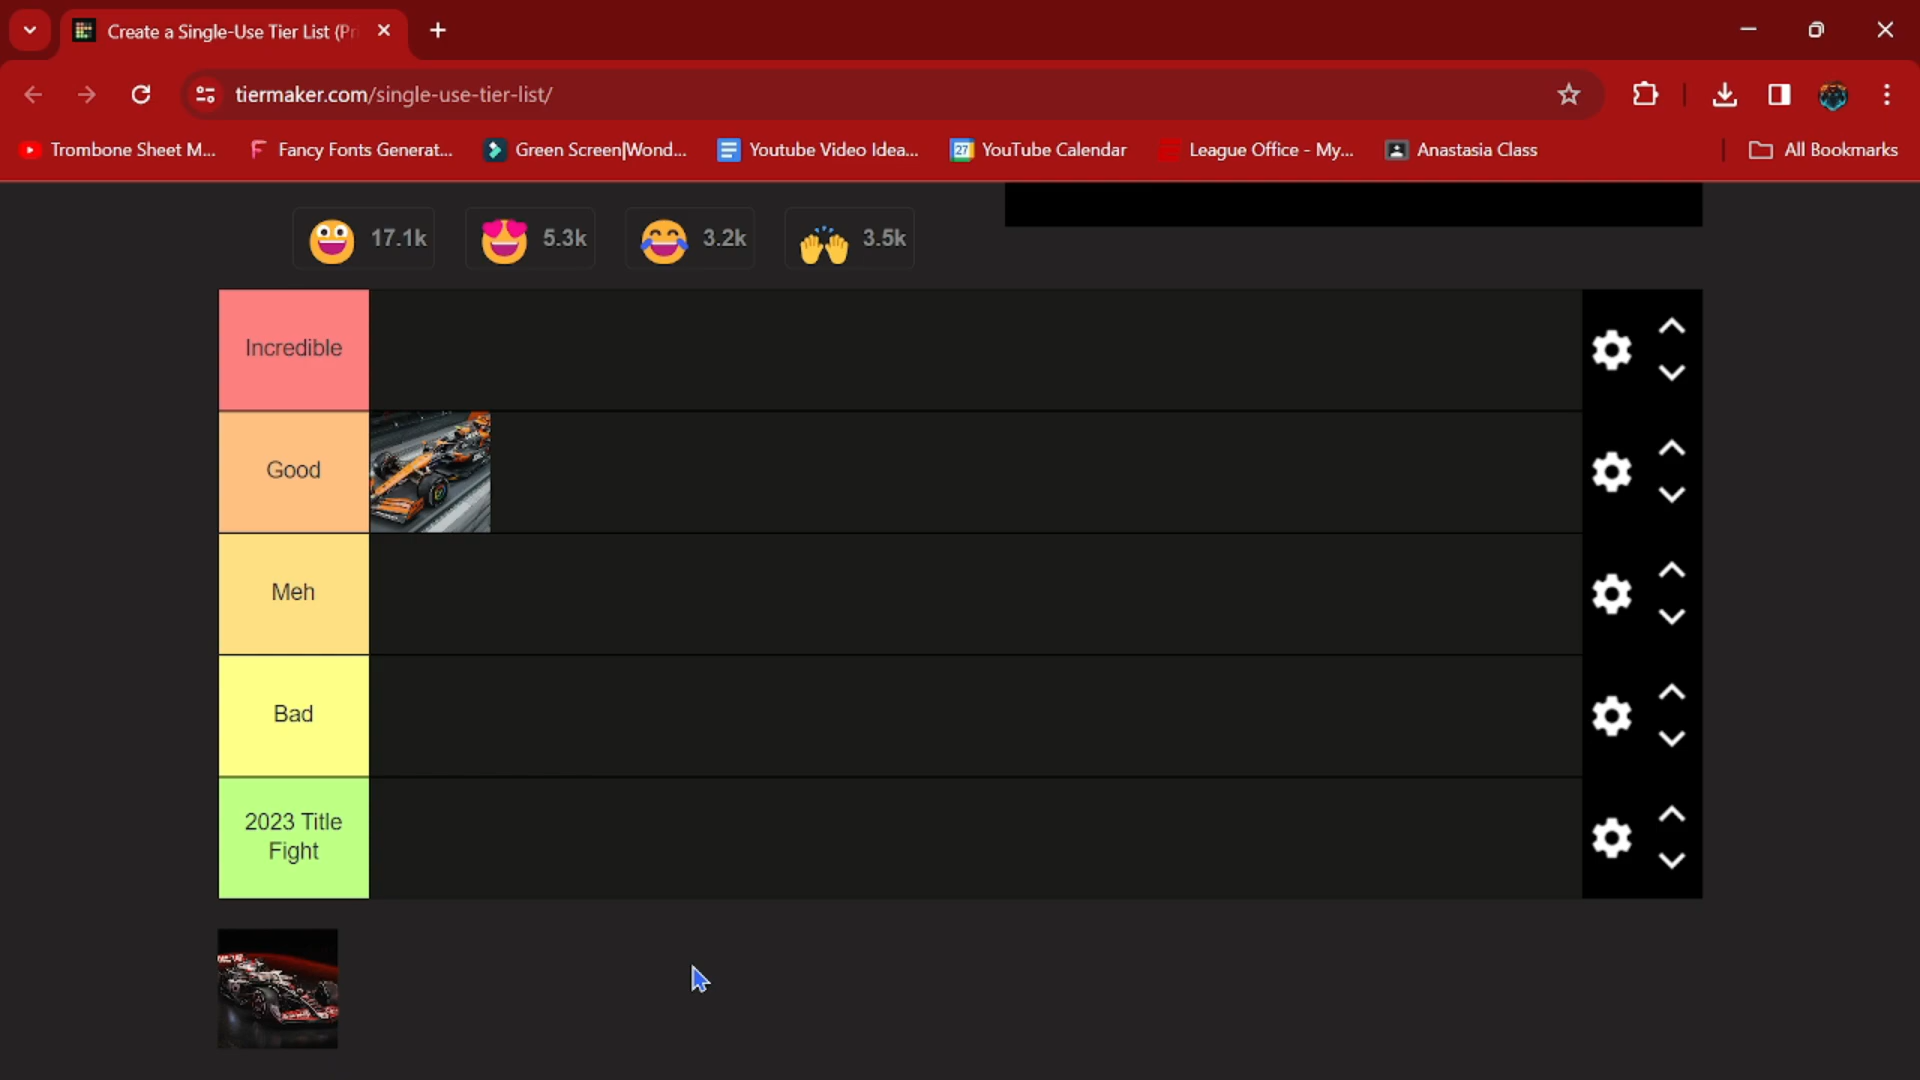 Create a Single-Use Tier List (Pri
tiermaker.com/single-use-tier-list/
Trombone Sheet M...
Fancy Fonts Generat...
Green Screen|Wond...
Youtube Video Idea...
YouTube Calendar
League Office - My...
Anastasia Class
All Bookmarks
17.1k
5.3k
3.2k
3.5k
Incredible
Good
Meh
Bad
2023 Title
Fight